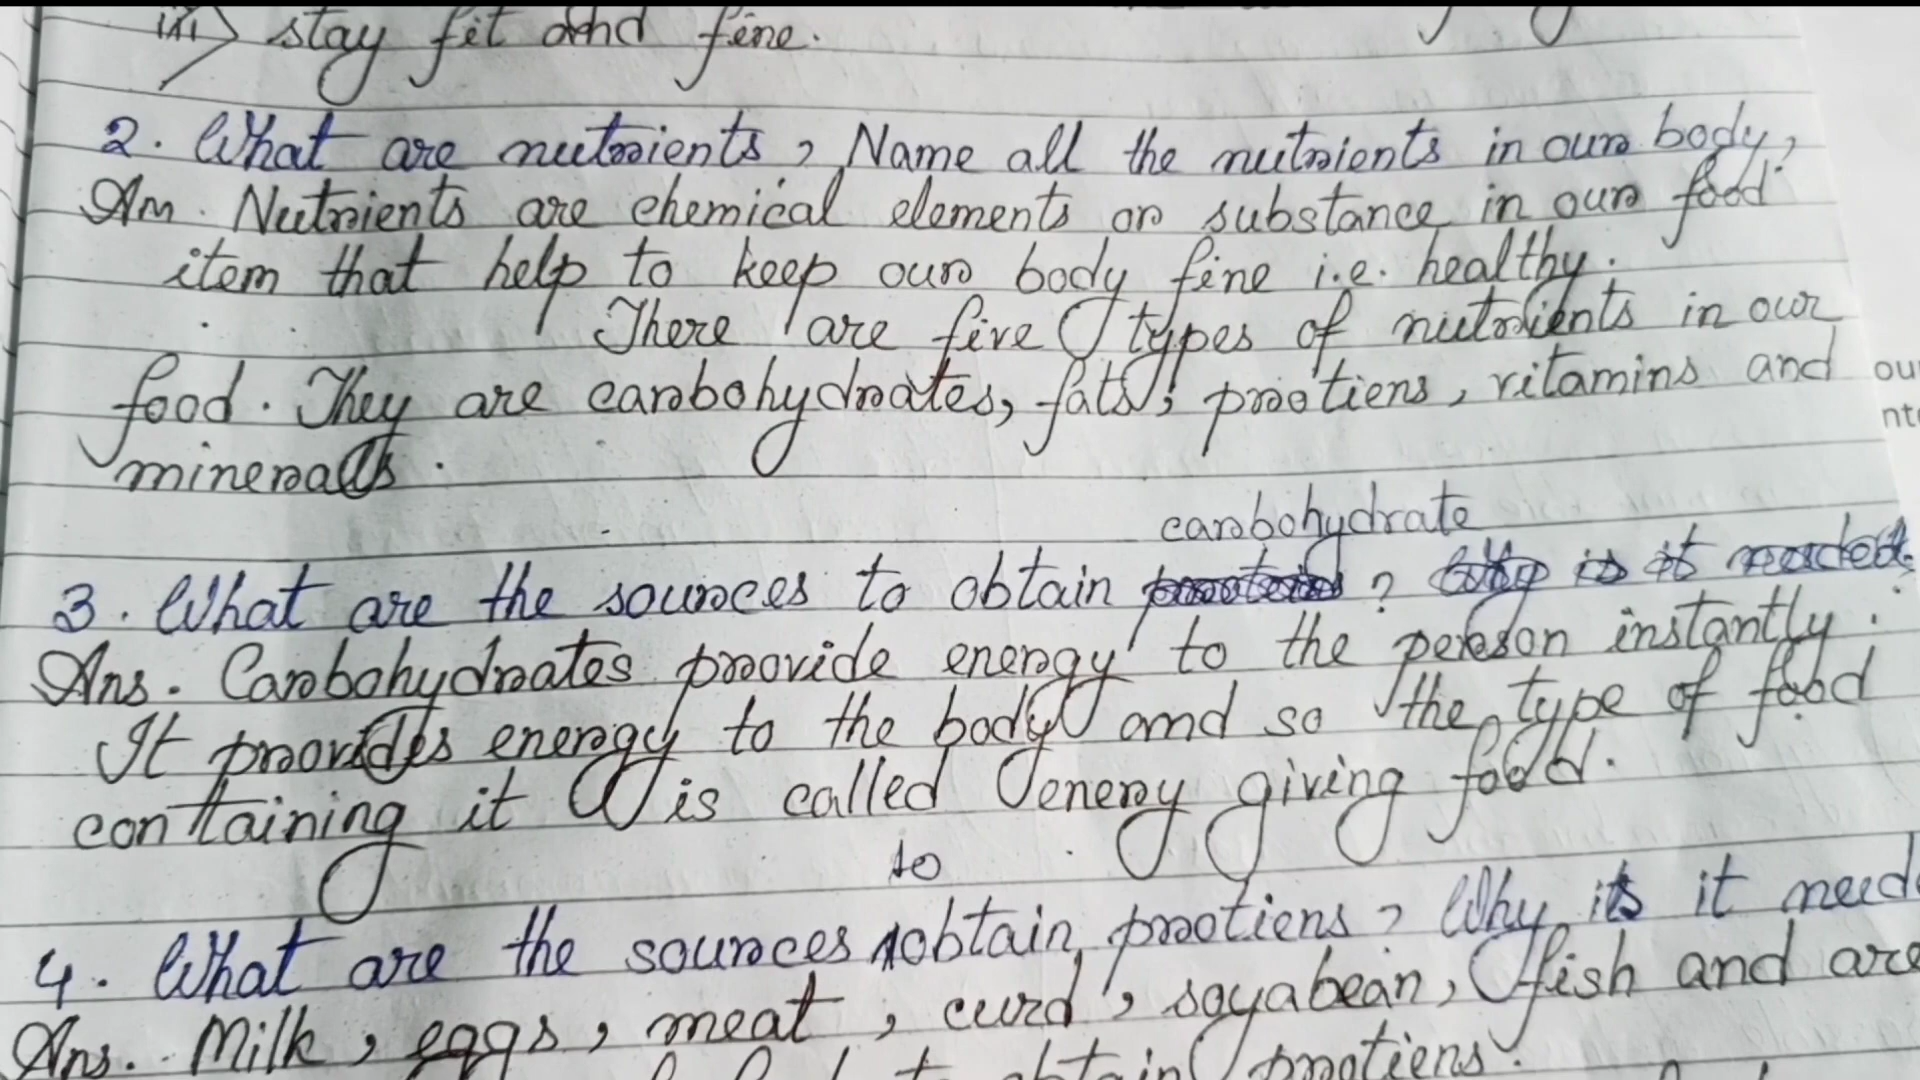 iii) stay fit and fine.
2. What are nutrients? Name all the nutrients in our body?
Ans. Nutrients are chemical elements or substance in our food
item that help to keep our body fine i.e. healthy.
There are five types of nutrients in our
food. They are carbohydrates, fats, protiens, vitamins and
minerals.
carbohydrate
3. What are the sources to obtain ? 
Ans. Carbohydrates provide energy to the person instantly.
It provides energy to the body and so the type of food
containing it is called enery giving food.
to
4. What are the sources obtain protiens? Why is it need
Ans. Milk, eggs, meat, curd, soyabean, fish and are
obtain protiens.
ou
nt